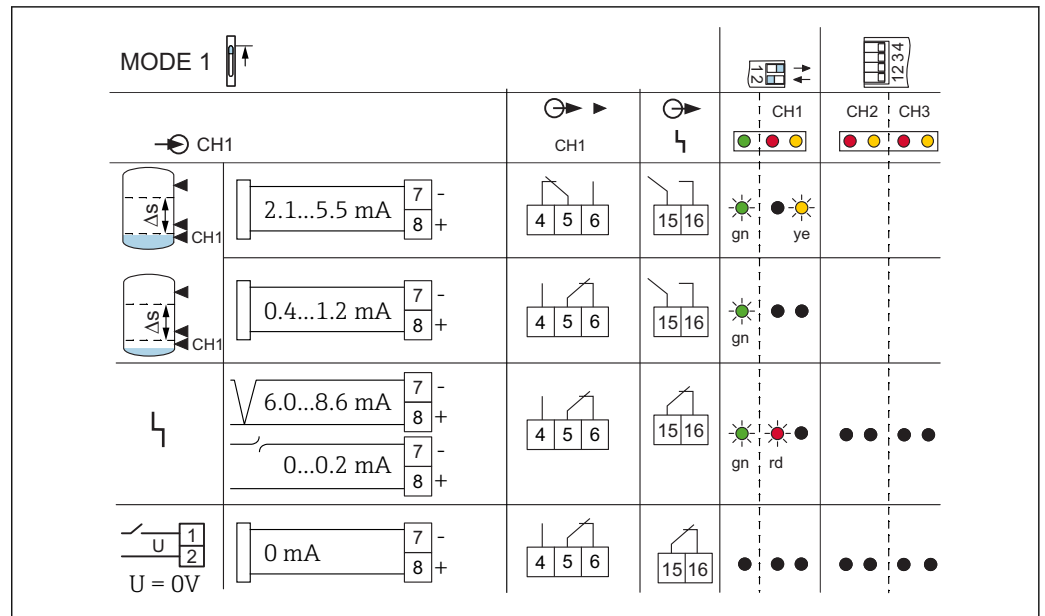 MODE 1
1 2
1 2 3 4
CH1
CH1
CH1
CH2 CH3
Δs
CH1
2.1...5.5 mA
7 -
8 +
4 5 6
15 16
gn ye
Δs
CH1
0.4...1.2 mA
7 -
8 +
4 5 6
15 16
gn
6.0...8.6 mA
7 -
8 +
0...0.2 mA
7 -
8 +
4 5 6
15 16
gn rd
U
1
2
U = 0V
0 mA
7 -
8 +
4 5 6
15 16